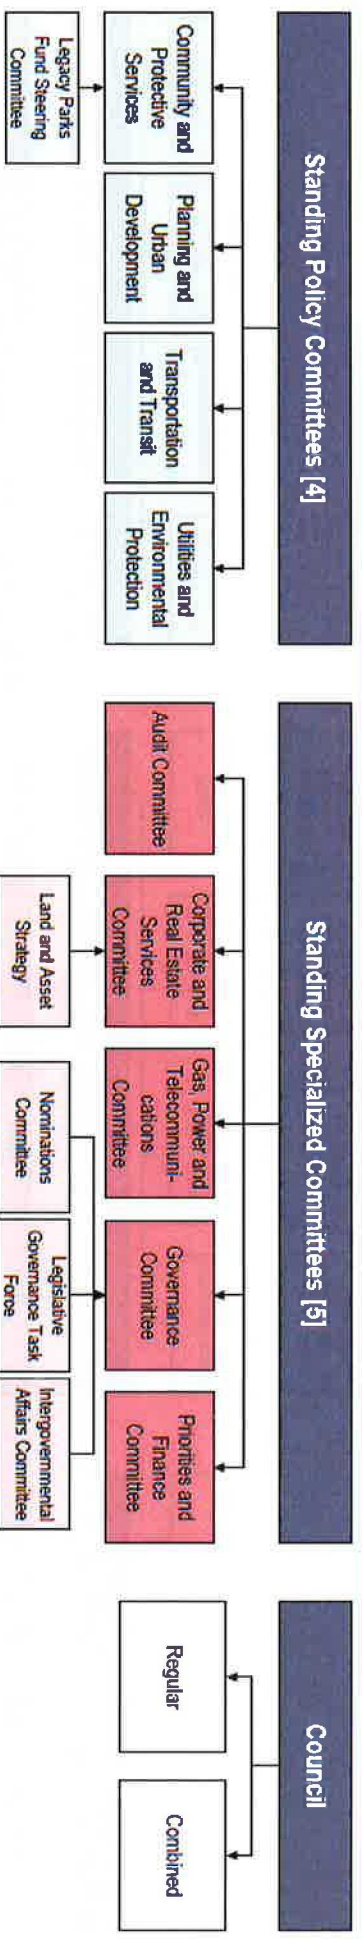 Standing Policy Committees [4]
Community and
Protective
Services
Planning and
Urban
Development
Transportation
and Transit
Utilities and
Environmental
Protection
Legacy Parks
Fund Steering
Committee
Standing Specialized Committees [5]
Audit Committee
Corporate and
Real Estate
Services
Committee
Gas, Power and
Telecommuni-
cations
Committee
Governance
Committee
Priorities and
Finance
Committee
Land and Asset
Strategy
Nominations
Committee
Legislative
Governance Task
Force
Intergovernmental
Affairs Committee
Council
Regular
Combined